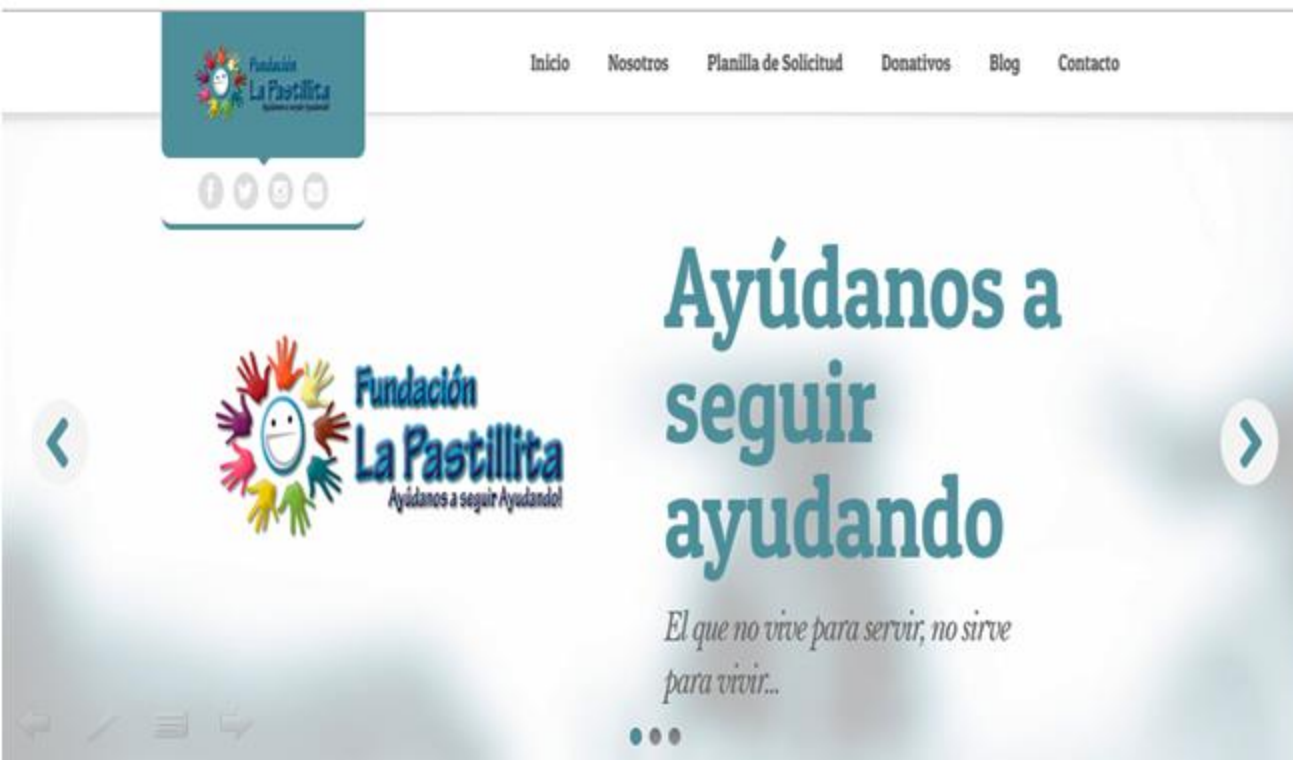 Fundación
La Pastillita
Inicio Nosotros Planilla de Solicitud Donativos Blog Contacto
Ayúdanos a
seguir
ayudando
Fundación
La Pastillita
Ayúdanos a seguir Ayudando!
El que no vive para servir, no sirve
para vivir...